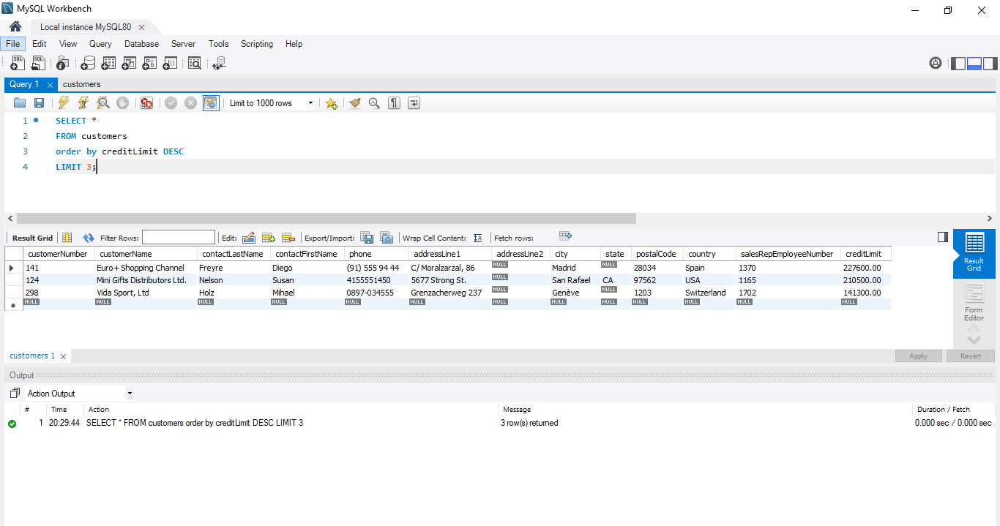 MySQL Workbench
Local instance MySQL80
File Edit View Query Database Server Tools Scripting Help
Query 1 customers
Limit to 1000 rows
1 SELECT *
2 FROM customers
3 order by creditLimit DESC
4 LIMIT 3;
Result Grid Filter Rows: Edit: Export/Import: Wrap Cell Content: Fetch rows:
customerNumber customerName contactLastName contactFirstName phone addressLine1 addressLine2 city state postalCode country salesRepEmployeeNumber creditLimit
141 Euro+ Shopping Channel Freyre Diego (91) 555 94 44 C/ Moralzarzal, 86 NULL Madrid NULL 28034 Spain 1370 227600.00
124 Mini Gifts Distributors Ltd. Nelson Susan 4155551450 5677 Strong St. NULL San Rafael CA 97562 USA 1165 210500.00
298 Vida Sport, Ltd Holz Mihael 0897-034555 Grenzacherweg 237 NULL Genève NULL 1203 Switzerland 1702 141300.00
NULL NULL NULL NULL NULL NULL NULL NULL NULL NULL NULL NULL NULL
Result
Grid
Form
Editor
customers 1 Apply Revert
Output
Action Output
# Time Action Message Duration / Fetch
1 20:29:44 SELECT * FROM customers order by creditLimit DESC LIMIT 3 3 row(s) returned 0.000 sec / 0.000 sec